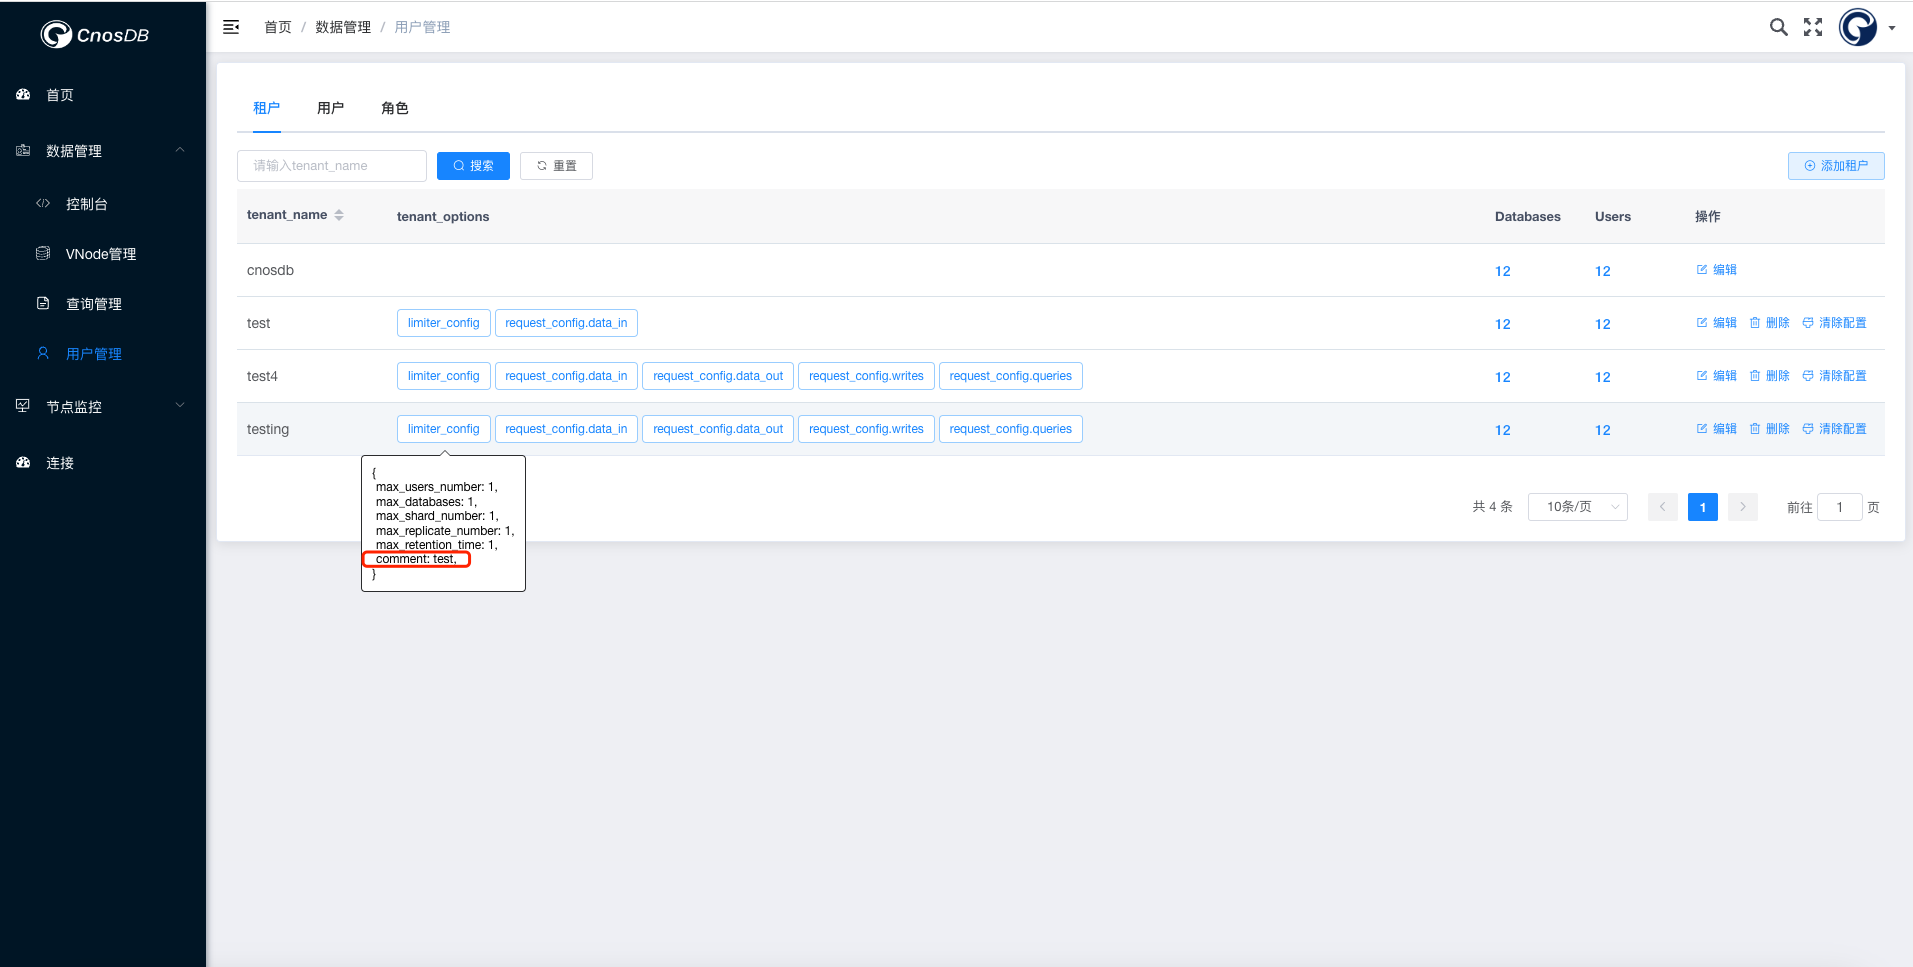 CnosDB
首页 / 数据管理 / 用户管理
首页
数据管理
控制台
VNode管理
查询管理
用户管理
节点监控
连接
租户 用户 角色
请输入tenant_name 搜索 重置 添加租户
tenant_name tenant_options Databases Users 操作
cnosdb 12 12 编辑
test limiter_config request_config.data_in 12 12 编辑 删除 清除配置
test4 limiter_config request_config.data_in request_config.data_out request_config.writes request_config.queries 12 12 编辑 删除 清除配置
testing limiter_config request_config.data_in request_config.data_out request_config.writes request_config.queries 12 12 编辑 删除 清除配置
{
max_users_number: 1,
max_databases: 1,
max_shard_number: 1,
max_replicate_number: 1,
max_retention_time: 1,
comment: test,
}
共 4 条 10条/页 1 前往 1 页